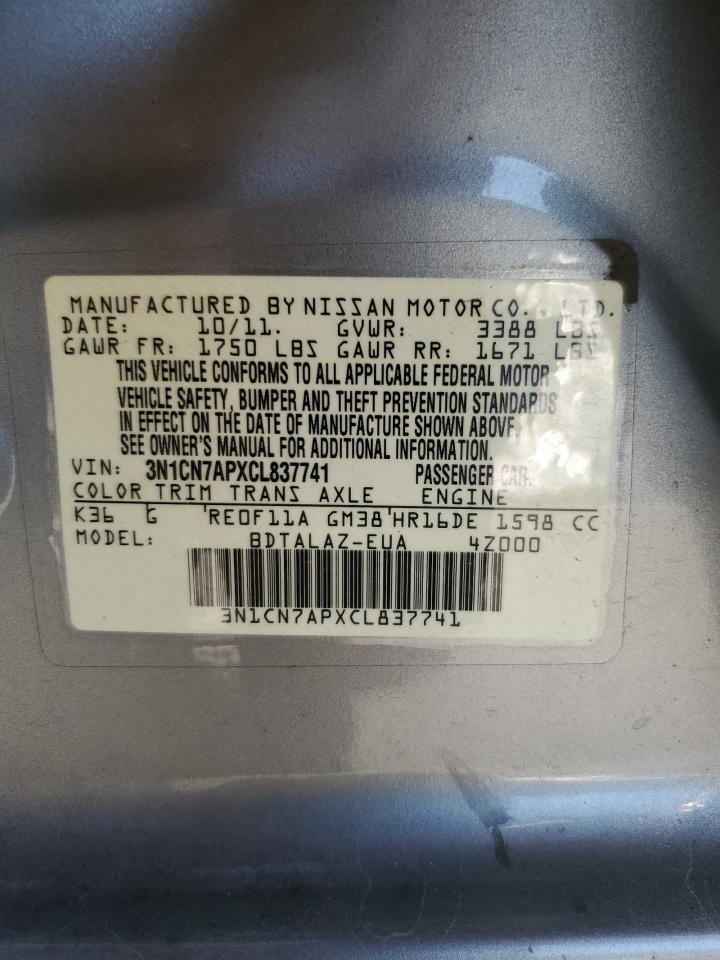 MANUFACTURED BY NISSAN MOTOR CO., LTD.
DATE: 10/11. GVWR: 3388 LBS
GAWR FR: 1750 LBS GAWR RR: 1671 LBS
THIS VEHICLE CONFORMS TO ALL APPLICABLE FEDERAL MOTOR
VEHICLE SAFETY, BUMPER AND THEFT PREVENTION STANDARDS
IN EFFECT ON THE DATE OF MANUFACTURE SHOWN ABOVE.
SEE OWNER'S MANUAL FOR ADDITIONAL INFORMATION.
VIN: 3N1CN7APXCL837741 PASSENGER CAR
COLOR TRIM TRANS AXLE ENGINE
K36 G RE0F11A GM38 HR16DE 1598 CC
MODEL: BDTALAZ-EUA 4Z000
3N1CN7APXCL837741